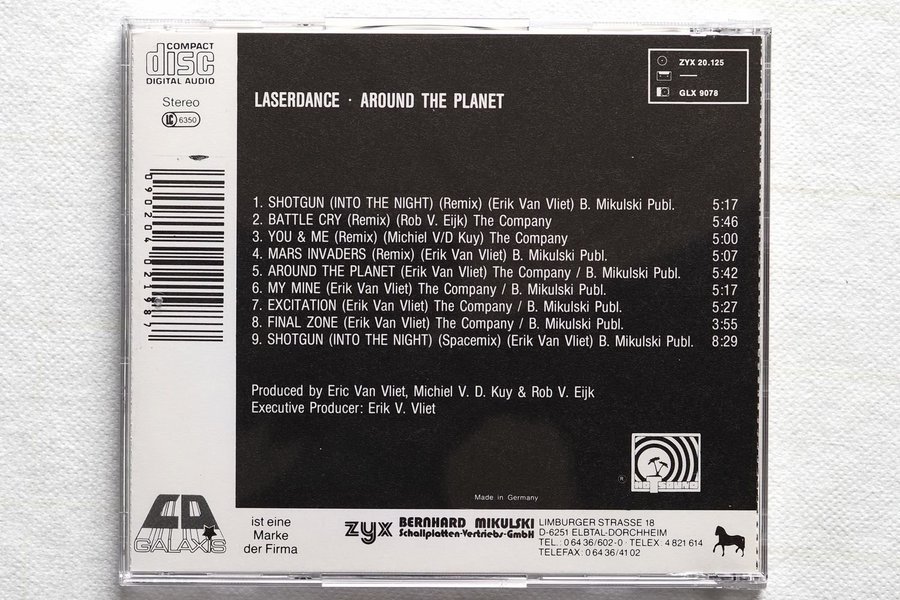 COMPACT
disc
DIGITAL AUDIO
Stereo
LC 6350
LASERDANCE · AROUND THE PLANET
ZYX 20.125
—
GLX 9078
1. SHOTGUN (INTO THE NIGHT) (Remix) (Erik Van Vliet) B. Mikulski Publ. 5:17
2. BATTLE CRY (Remix) (Rob V. Eijk) The Company 5:46
3. YOU & ME (Remix) (Michiel V/D Kuy) The Company 5:00
4. MARS INVADERS (Remix) (Erik Van Vliet) B. Mikulski Publ. 5:07
5. AROUND THE PLANET (Erik Van Vliet) The Company / B. Mikulski Publ. 5:42
6. MY MINE (Erik Van Vliet) The Company / B. Mikulski Publ. 5:17
7. EXCITATION (Erik Van Vliet) The Company / B. Mikulski Publ. 5:27
8. FINAL ZONE (Erik Van Vliet) The Company / B. Mikulski Publ. 3:55
9. SHOTGUN (INTO THE NIGHT) (Spacemix) (Erik Van Vliet) B. Mikulski Publ. 8:29
Produced by Eric Van Vliet, Michiel V. D. Kuy & Rob V. Eijk
Executive Producer: Erik V. Vliet
090204021987
®
HOTSOUND
Made in Germany
CD
GALAXIS
ist eine
Marke
der Firma
zyx BERNHARD MIKULSKI
Schallplatten-Vertriebs-GmbH
LIMBURGER STRASSE 18
D-6251 ELBTAL-DORCHHEIM
TEL.: 0 64 36/602-0 · TELEX: 4 821 614
TELEFAX: 0 64 36/41 02